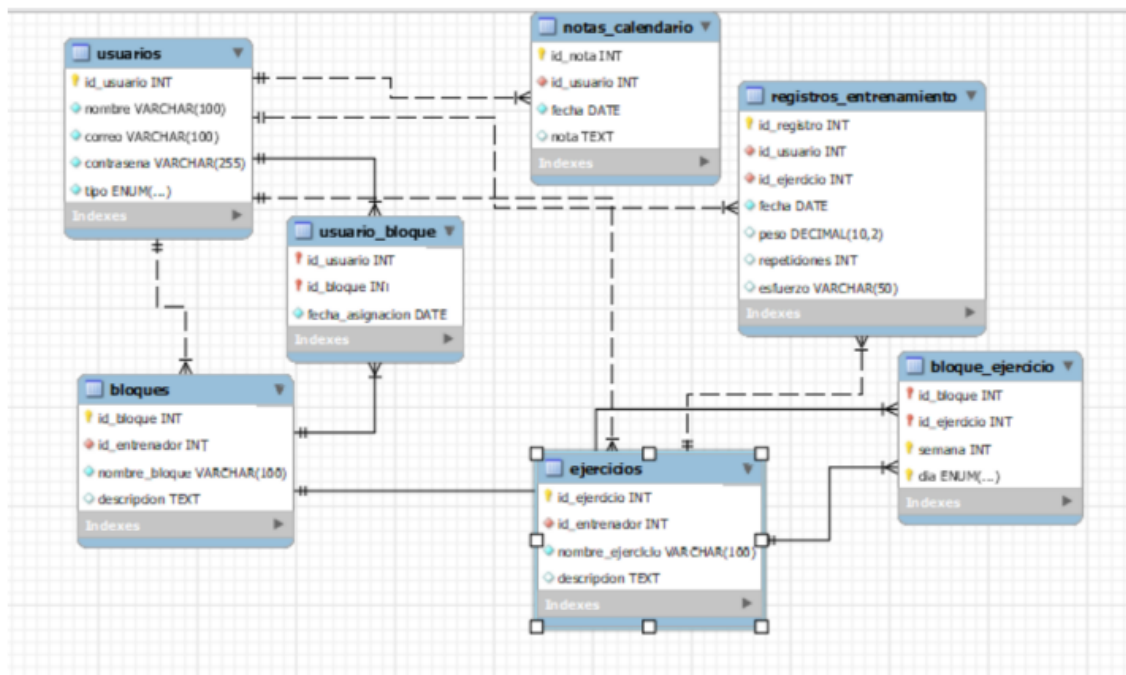 usuarios
id_usuario INT
nombre VARCHAR(100)
correo VARCHAR(100)
contrasena VARCHAR(255)
tipo ENUM(...)
Indexes
notas_calendario
id_nota INT
id_usuario INT
fecha DATE
nota TEXT
Indexes
registros_entrenamiento
id_registro INT
id_usuario INT
id_ejercicio INT
fecha DATE
peso DECIMAL(10,2)
repeticiones INT
esfuerzo VARCHAR(50)
Indexes
usuario_bloque
id_usuario INT
id_bloque INT
fecha_asignacion DATE
Indexes
bloques
id_bloque INT
id_entrenador INT
nombre_bloque VARCHAR(100)
descripcion TEXT
Indexes
bloque_ejercicio
id_bloque INT
id_ejercicio INT
semana INT
dia ENUM(...)
Indexes
ejercicios
id_ejercicio INT
id_entrenador INT
nombre_ejercicio VARCHAR(100)
descripcion TEXT
Indexes